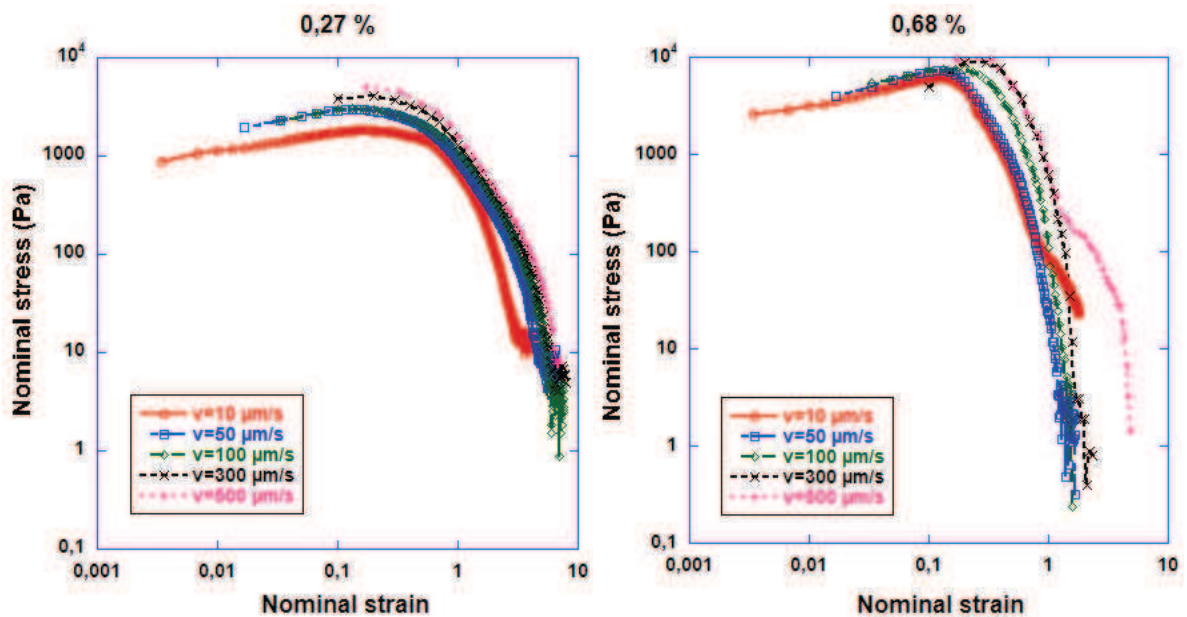 0,27 %
10⁴
1000
100
10
1
0,1
0,001
0,01
0,1
1
10
Nominal stress (Pa)
Nominal strain
v=10 µm/s
v=50 µm/s
v=100 µm/s
v=300 µm/s
v=500 µm/s
0,68 %
10⁴
1000
100
10
1
0,1
0,001
0,01
0,1
1
10
Nominal stress (Pa)
Nominal strain
v=10 µm/s
v=50 µm/s
v=100 µm/s
v=300 µm/s
v=500 µm/s